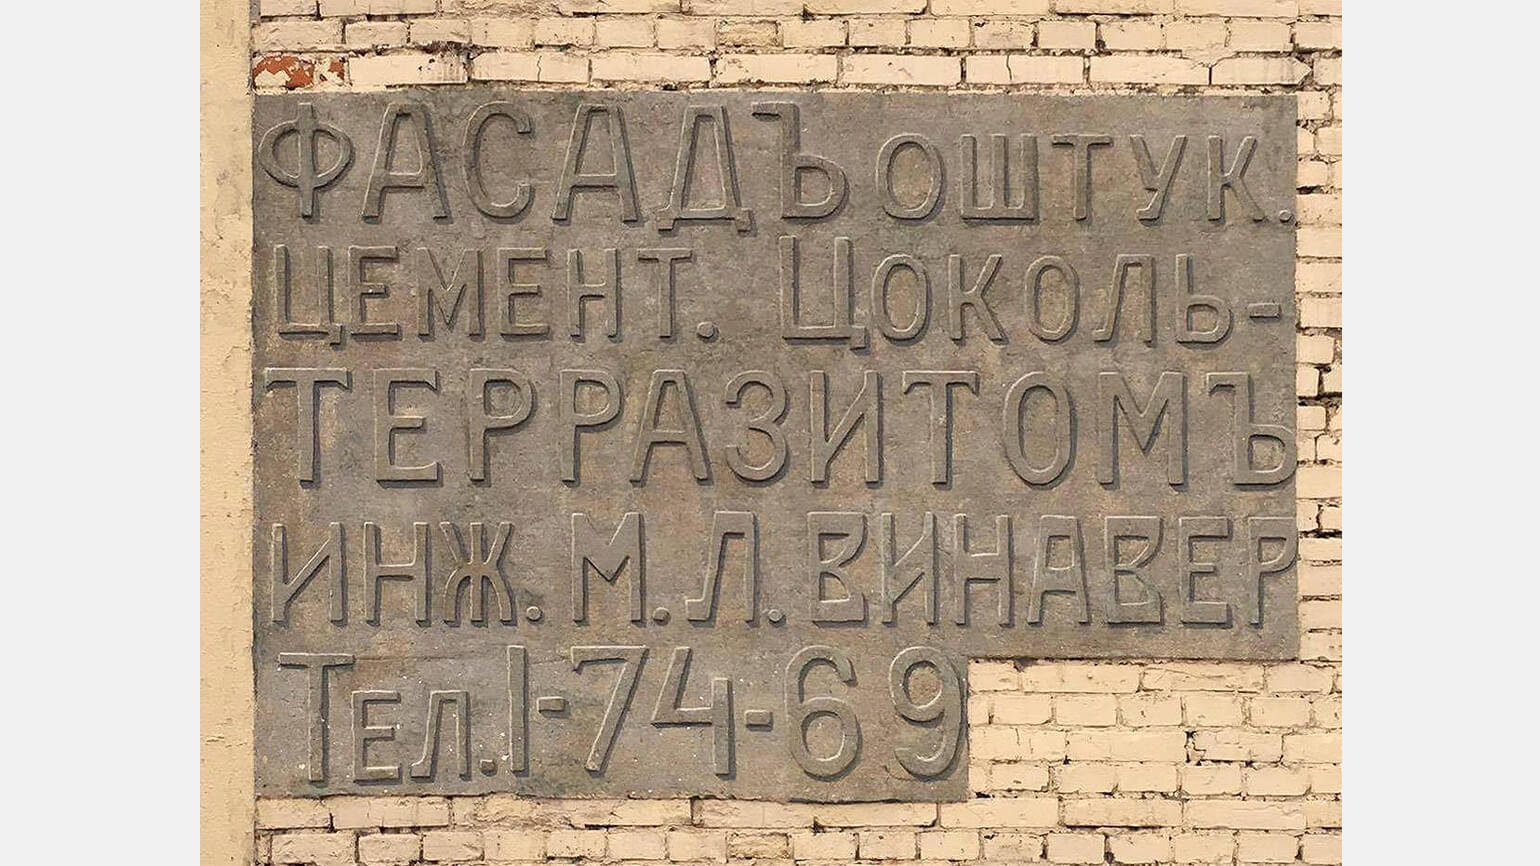 ФАСАДЪ ОШТУК.
ЦЕМЕНТ. ЦОКОЛЬ-
ТЕРРАЗИТОМЪ
ИНЖ. М. Л. ВИНАВЕР
ТЕЛ. 1-74-69